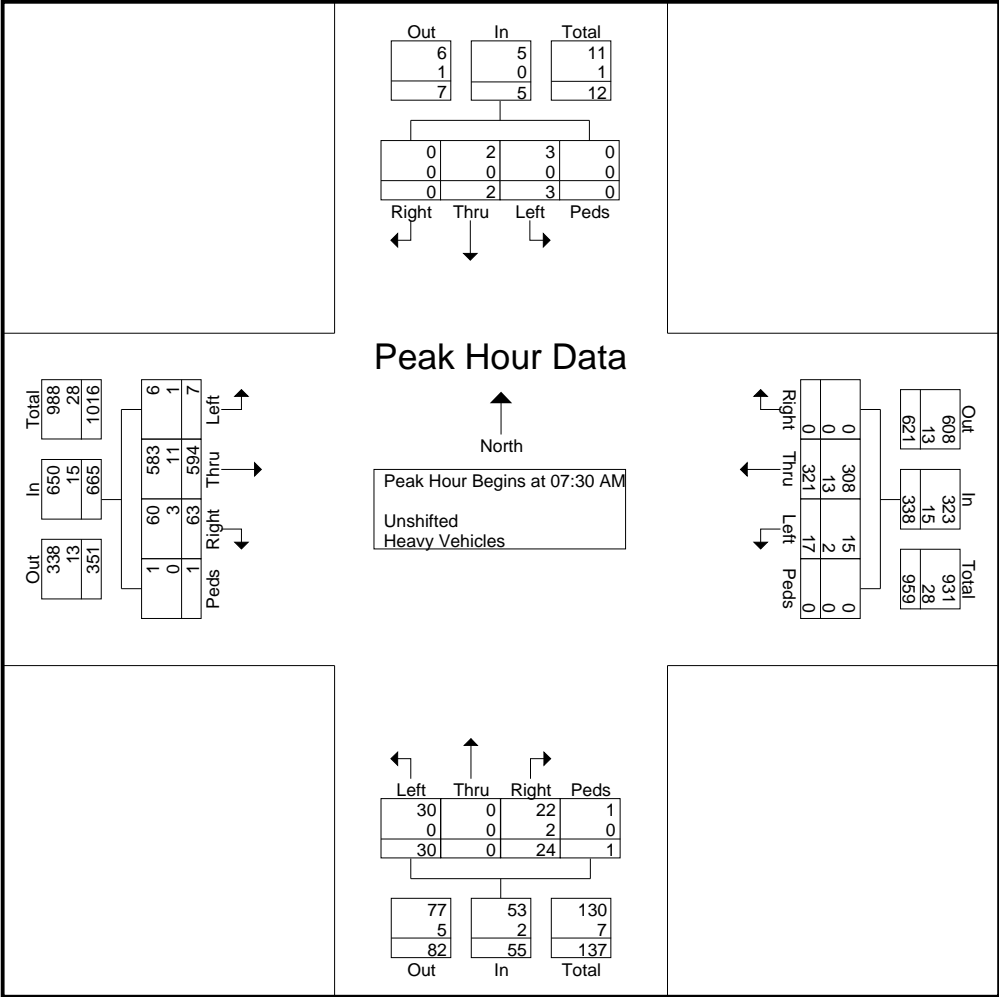 Out In Total
6 5 11
1 0 1
7 5 12
0 2 3 0
0 0 0 0
0 2 3 0
Right Thru Left Peds
Peak Hour Data
North
Peak Hour Begins at 07:30 AM
Unshifted
Heavy Vehicles
Total In Out
988 650 338
28 15 13
1016 665 351
6 583 60 1
1 11 3 0
7 594 63 1
Left Thru Right Peds
Right Thru Left Peds
0 321 17 0
0 13 2 0
0 308 15 0
Out In Total
608 323 931
13 15 28
621 338 959
Left Thru Right Peds
30 0 22 1
0 0 2 0
30 0 24 1
77 53 130
5 2 7
82 55 137
Out In Total